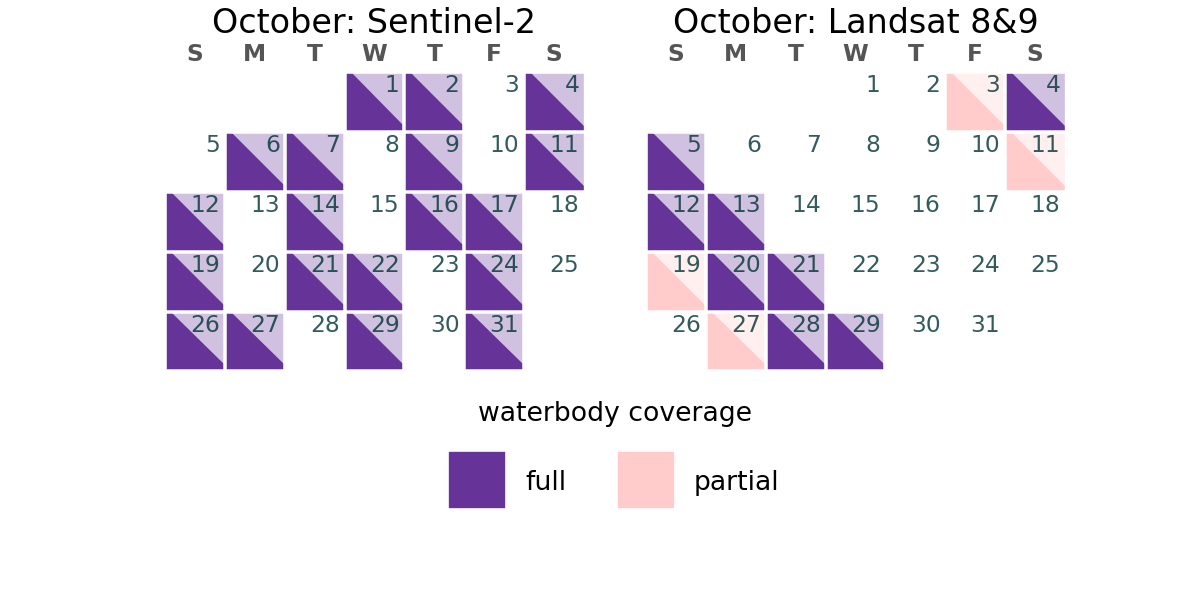 October: Sentinel-2
S M T W T F S
1 2 3 4
5 6 7 8 9 10 11
12 13 14 15 16 17 18
19 20 21 22 23 24 25
26 27 28 29 30 31
October: Landsat 8&9
S M T W T F S
1 2 3 4
5 6 7 8 9 10 11
12 13 14 15 16 17 18
19 20 21 22 23 24 25
26 27 28 29 30 31
waterbody coverage
full partial